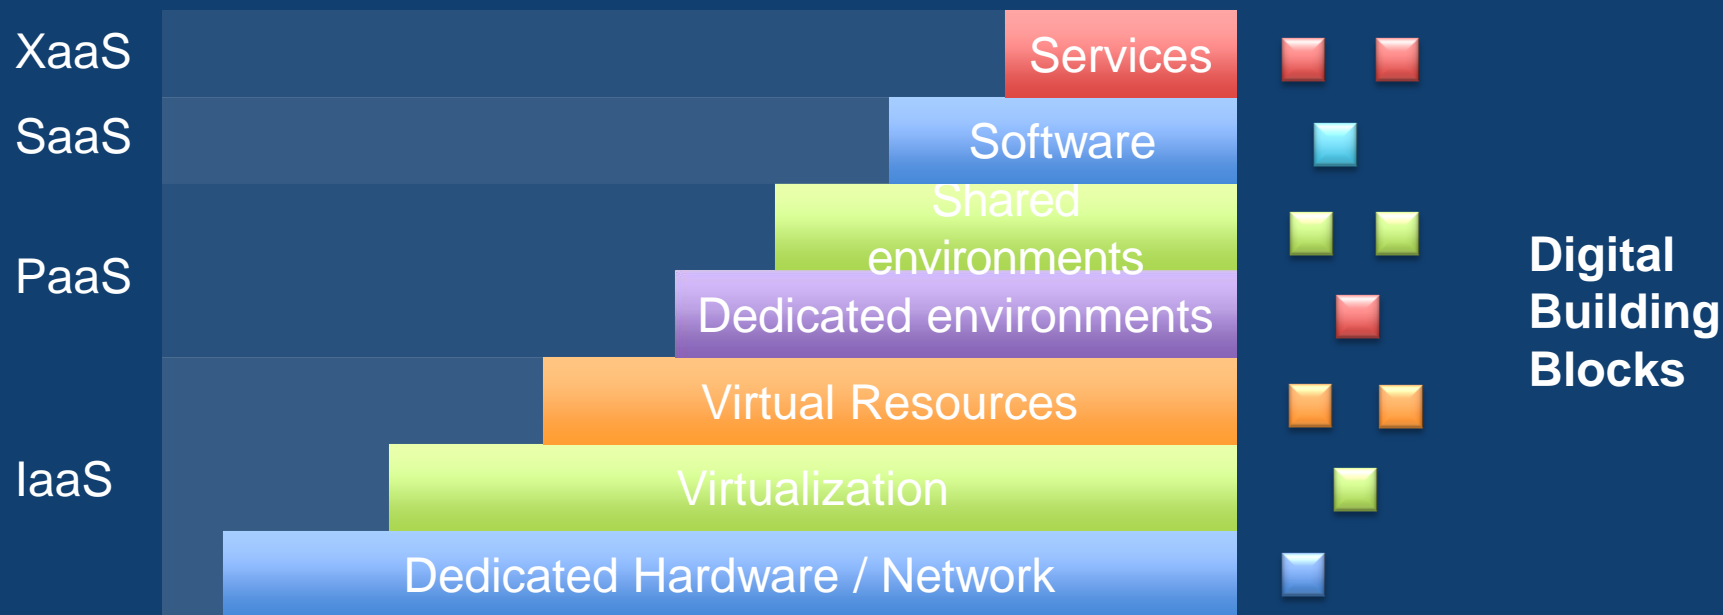 XaaS
Services
SaaS
Software
PaaS
Shared
environments
Dedicated environments
IaaS
Virtual Resources
Virtualization
Dedicated Hardware / Network
Digital
Building
Blocks